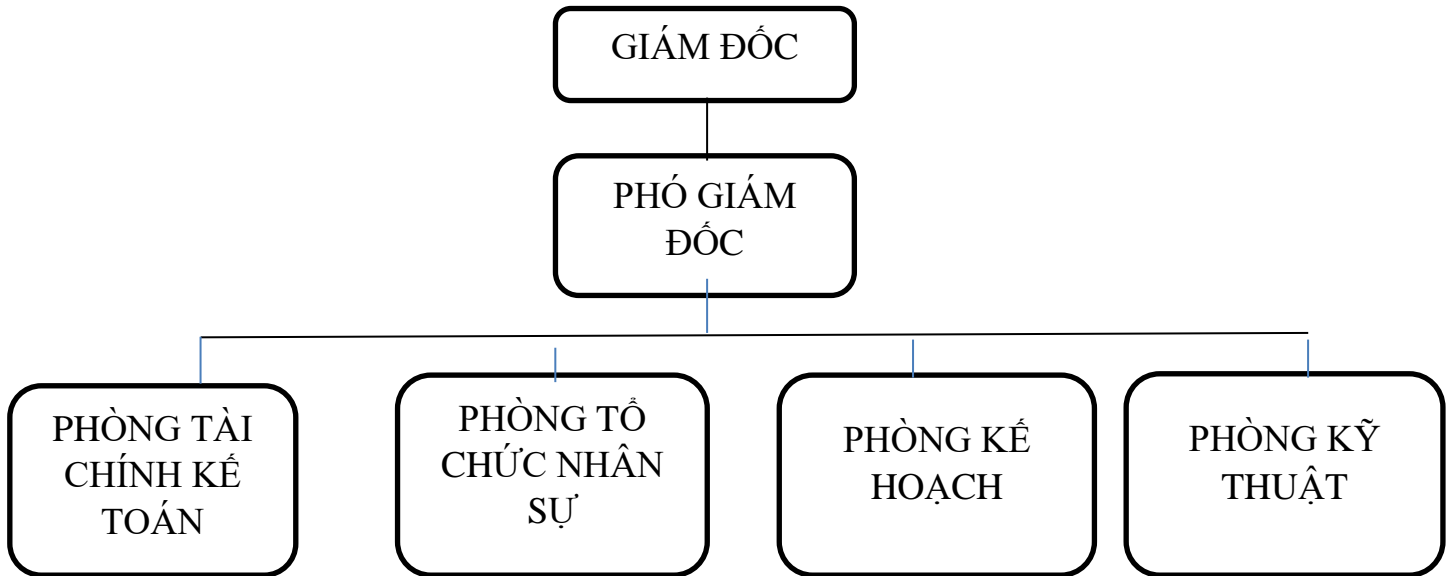 GIÁM ĐỐC
PHÓ GIÁM
ĐỐC
PHÒNG TÀI
CHÍNH KẾ
TOÁN
PHÒNG TỔ
CHỨC NHÂN
SỰ
PHÒNG KẾ
HOẠCH
PHÒNG KỸ
THUẬT